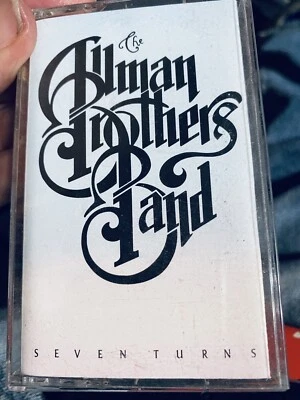 The
Allman
Brothers
Band
SEVEN TURNS